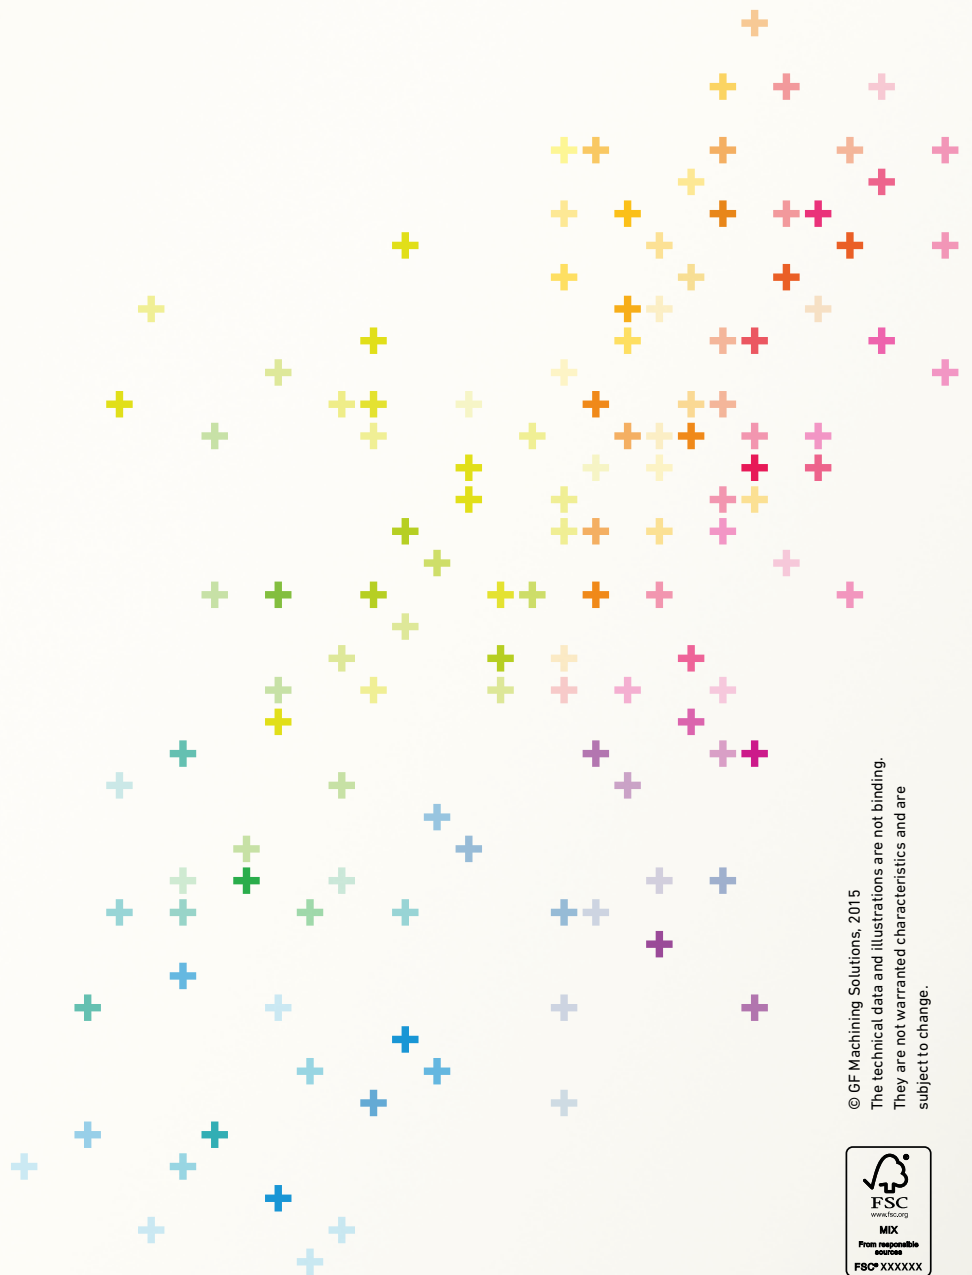 © GF Machining Solutions, 2015
The technical data and illustrations are not binding.
They are not warranted characteristics and are
subject to change.
FSC
www.fsc.org
MIX
From responsible
sources
FSC® XXXXXX